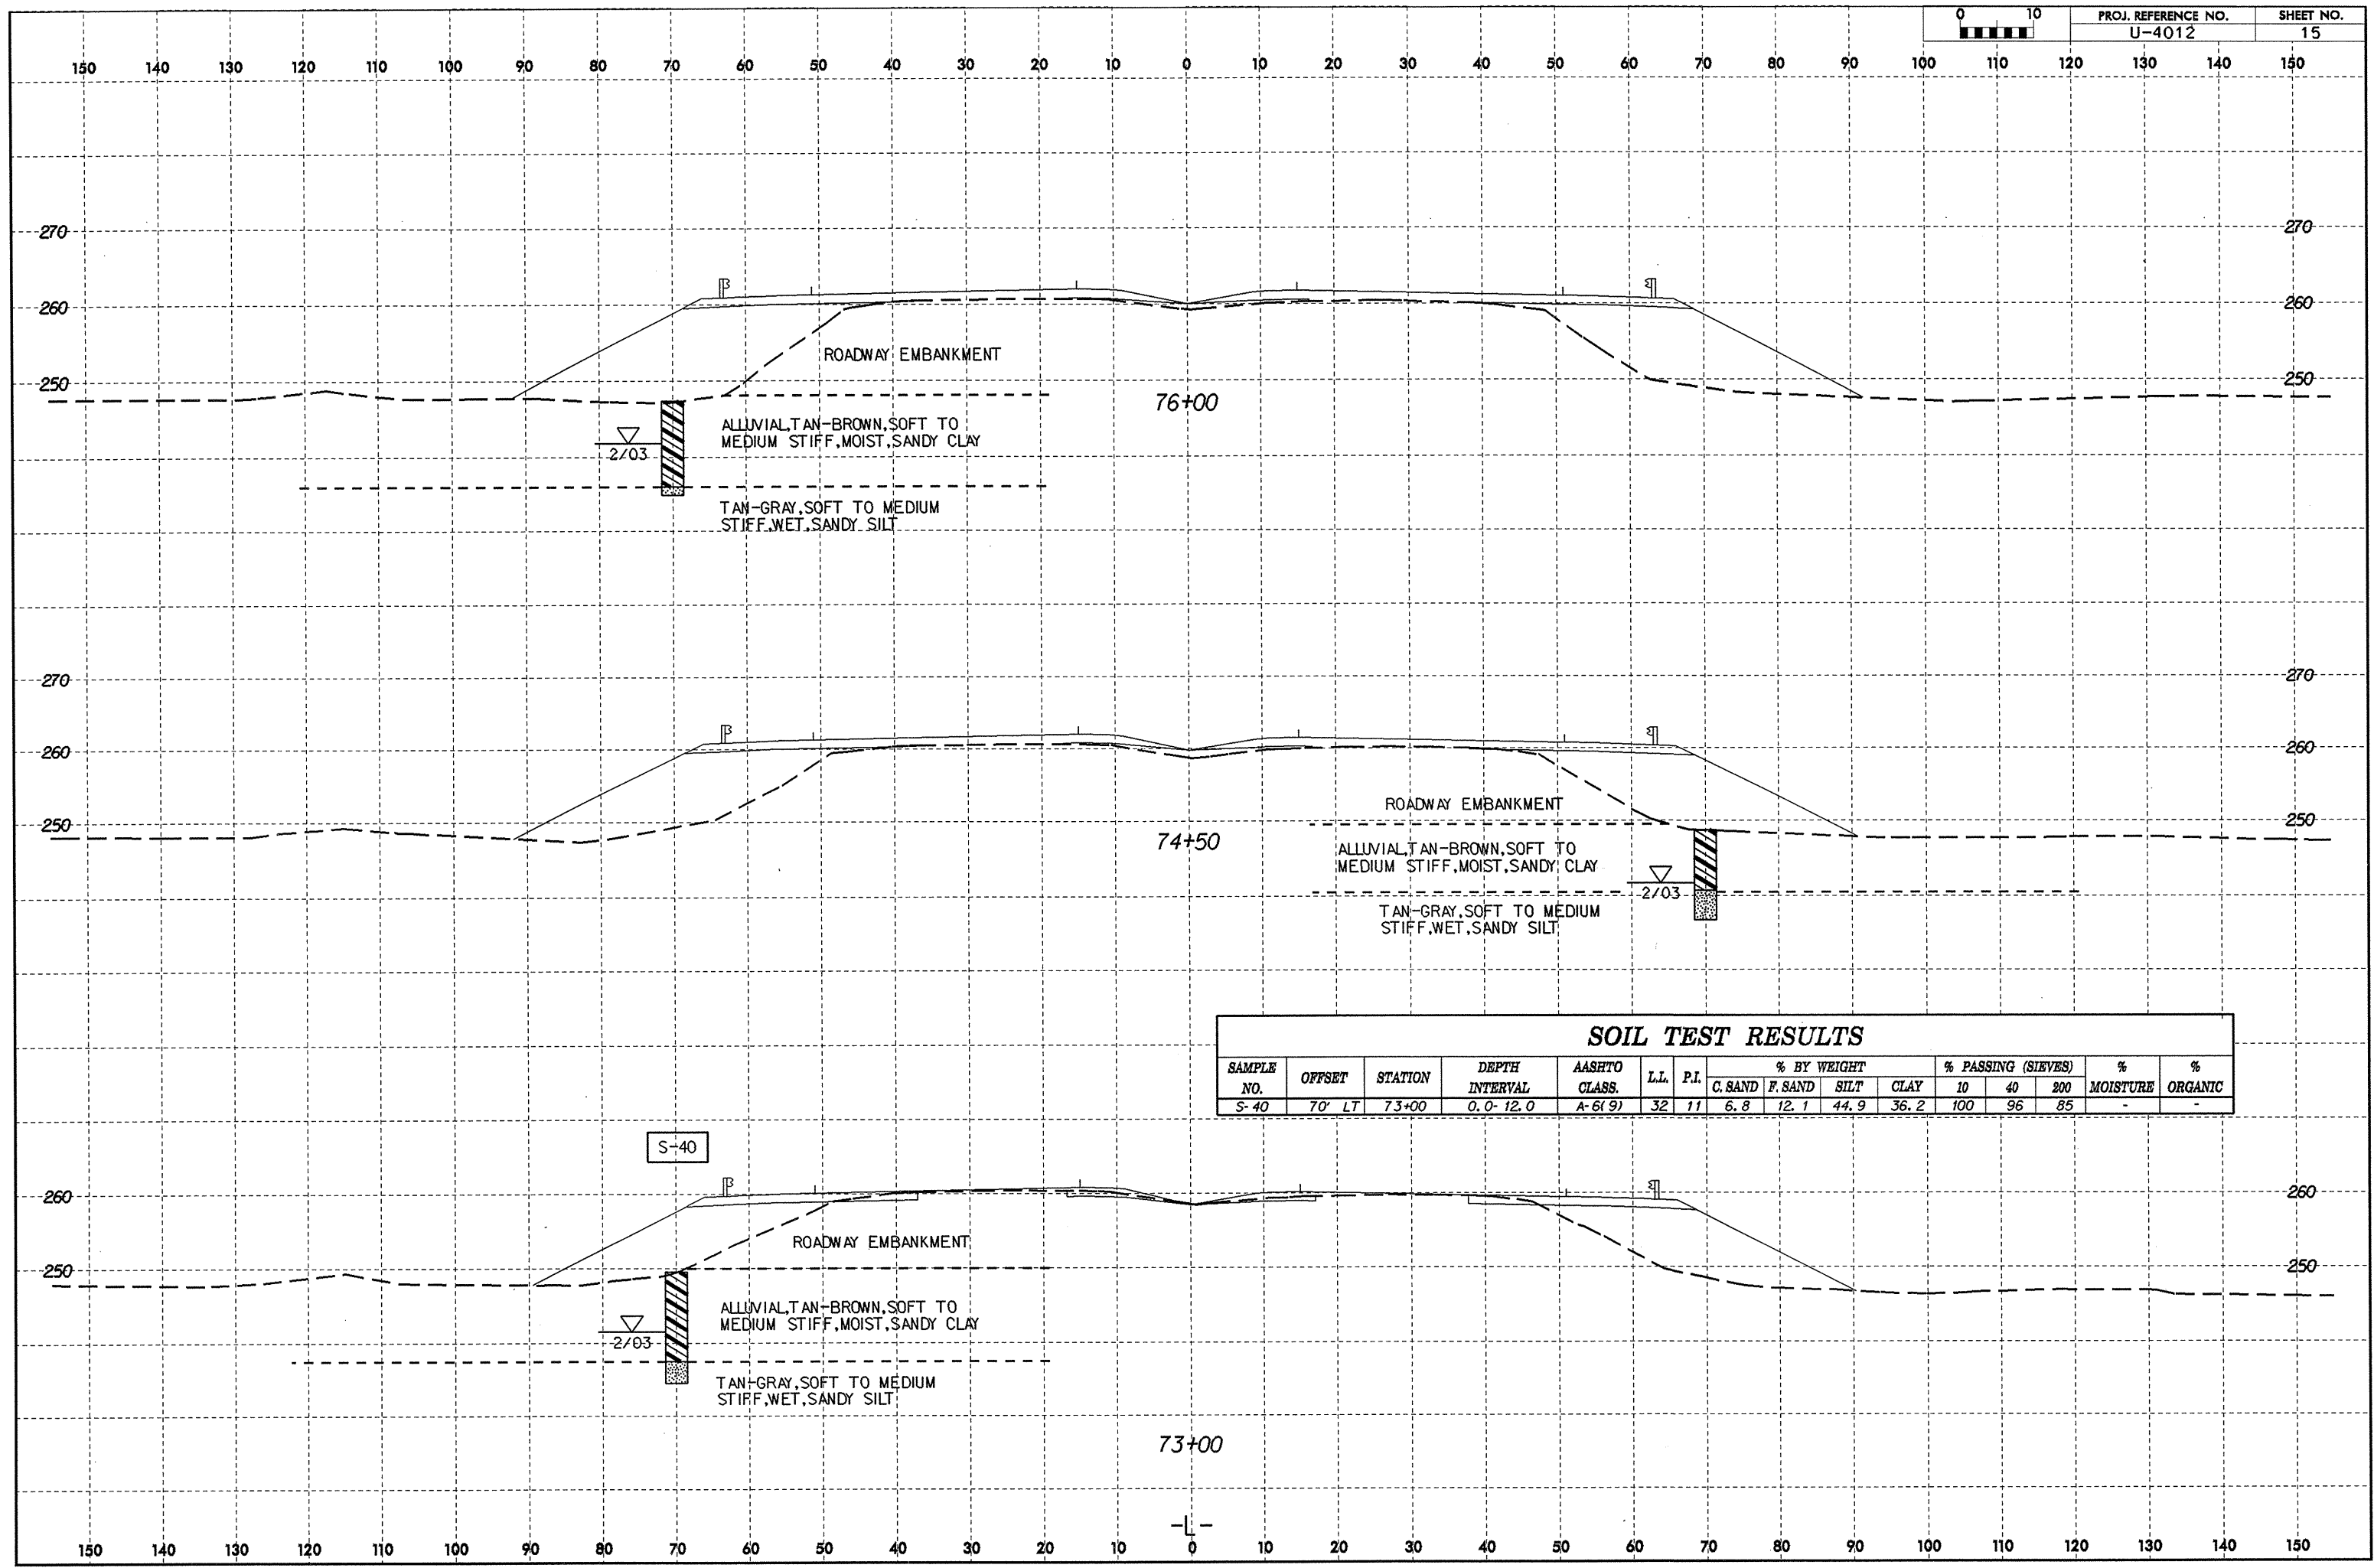 0 10
PROJ. REFERENCE NO. SHEET NO.
U-4012 15
150 140 130 120 110 100 90 80 70 60 50 40 30 20 10 0 10 20 30 40 50 60 70 80 90 100 110 120 130 140 150
270 270
260 260
ROADWAY EMBANKMENT
250 250
76+00
ALLUVIAL,TAN-BROWN,SOFT TO
MEDIUM STIFF,MOIST,SANDY CLAY
2/03
TAN-GRAY,SOFT TO MEDIUM
STIFF,WET,SANDY SILT
270 270
260 260
ROADWAY EMBANKMENT
250 250
74+50
ALLUVIAL,TAN-BROWN,SOFT TO
MEDIUM STIFF,MOIST,SANDY CLAY
2/03
TAN-GRAY,SOFT TO MEDIUM
STIFF,WET,SANDY SILT
SOIL TEST RESULTS
SAMPLE NO. OFFSET STATION DEPTH INTERVAL AASHTO CLASS. L.L. P.I. % BY WEIGHT % PASSING (SIEVES) % MOISTURE % ORGANIC
C. SAND F. SAND SILT CLAY 10 40 200
S-40 70' LT 73+00 0.0-12.0 A-6(9) 32 11 6.8 12.1 44.9 36.2 100 96 85 - -
S-40
260 260
ROADWAY EMBANKMENT
250 250
ALLUVIAL,TAN-BROWN,SOFT TO
MEDIUM STIFF,MOIST,SANDY CLAY
2/03
TAN-GRAY,SOFT TO MEDIUM
STIFF,WET,SANDY SILT
73+00
-L-
150 140 130 120 110 100 90 80 70 60 50 40 30 20 10 0 10 20 30 40 50 60 70 80 90 100 110 120 130 140 150